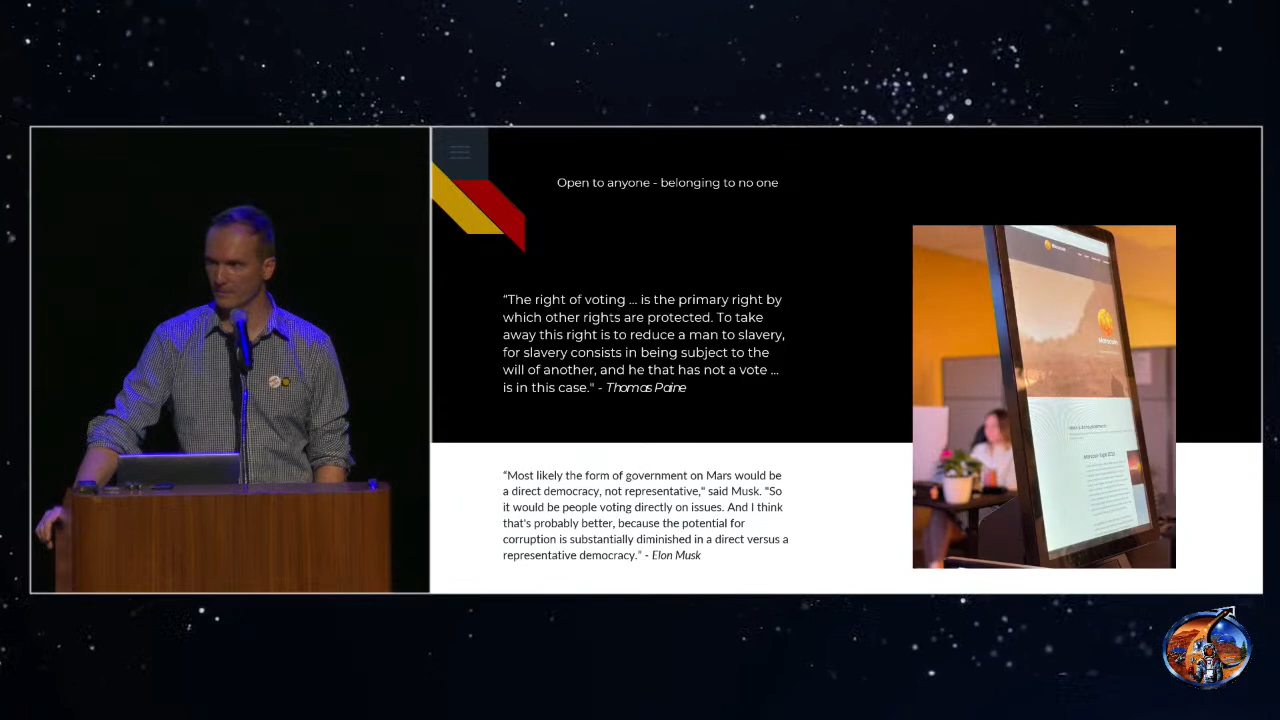 Open to anyone - belonging to no one
“The right of voting ... is the primary right by
which other rights are protected. To take
away this right is to reduce a man to slavery,
for slavery consists in being subject to the
will of another, and he that has not a vote ...
is in this case." - Thomas Paine
“Most likely the form of government on Mars would be
a direct democracy, not representative," said Musk. "So
it would be people voting directly on issues. And I think
that's probably better, because the potential for
corruption is substantially diminished in a direct versus a
representative democracy." - Elon Musk